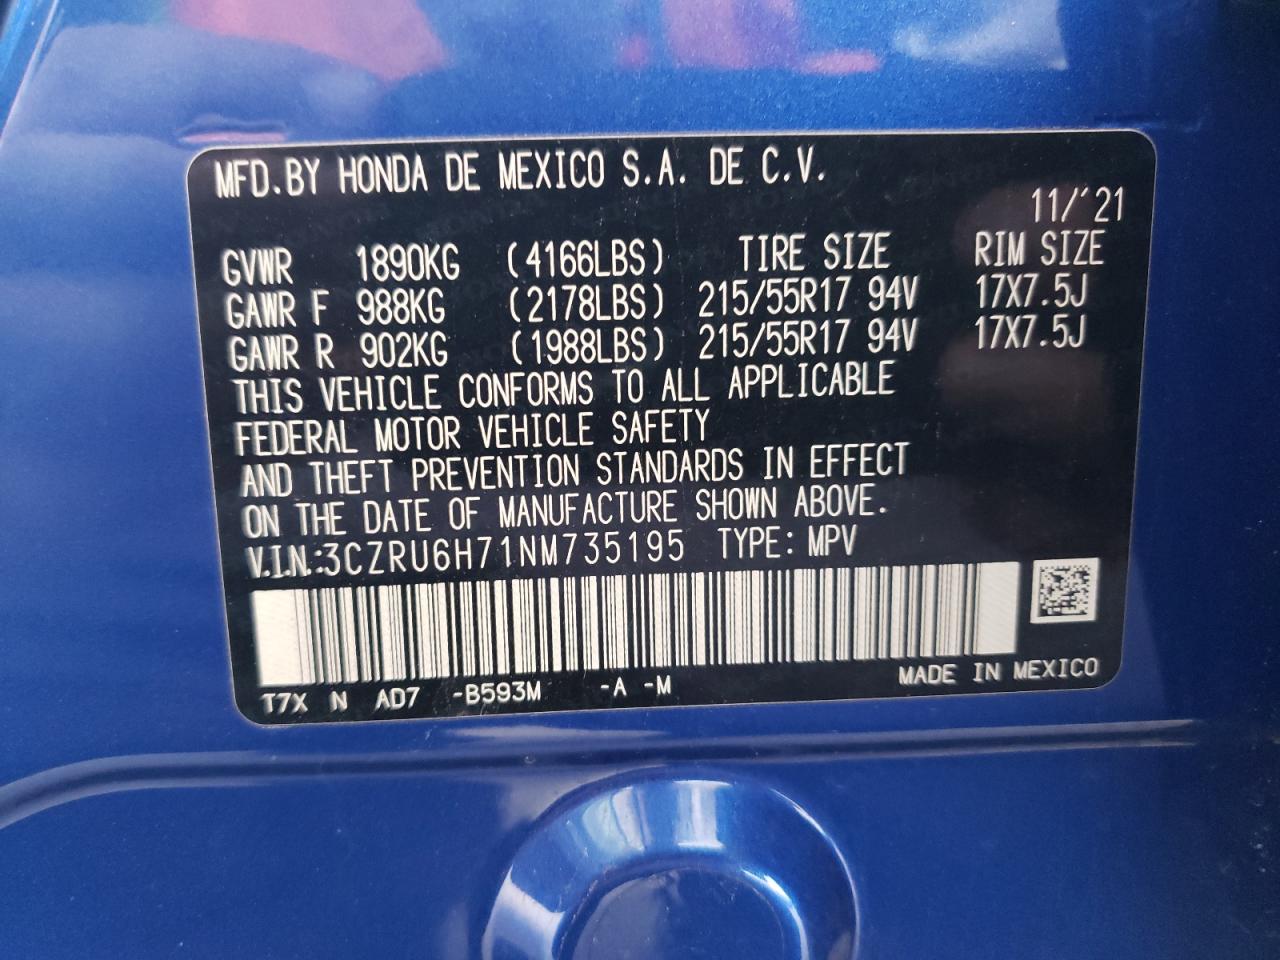 MFD.BY HONDA DE MEXICO S.A. DE C.V.
11/'21
GVWR 1890KG (4166LBS) TIRE SIZE RIM SIZE
GAWR F 988KG (2178LBS) 215/55R17 94V 17X7.5J
GAWR R 902KG (1988LBS) 215/55R17 94V 17X7.5J
THIS VEHICLE CONFORMS TO ALL APPLICABLE
FEDERAL MOTOR VEHICLE SAFETY
AND THEFT PREVENTION STANDARDS IN EFFECT
ON THE DATE OF MANUFACTURE SHOWN ABOVE.
V.I.N.:3CZRU6H71NM735195 TYPE: MPV
T7X N AD7 -B593M -A -M MADE IN MEXICO